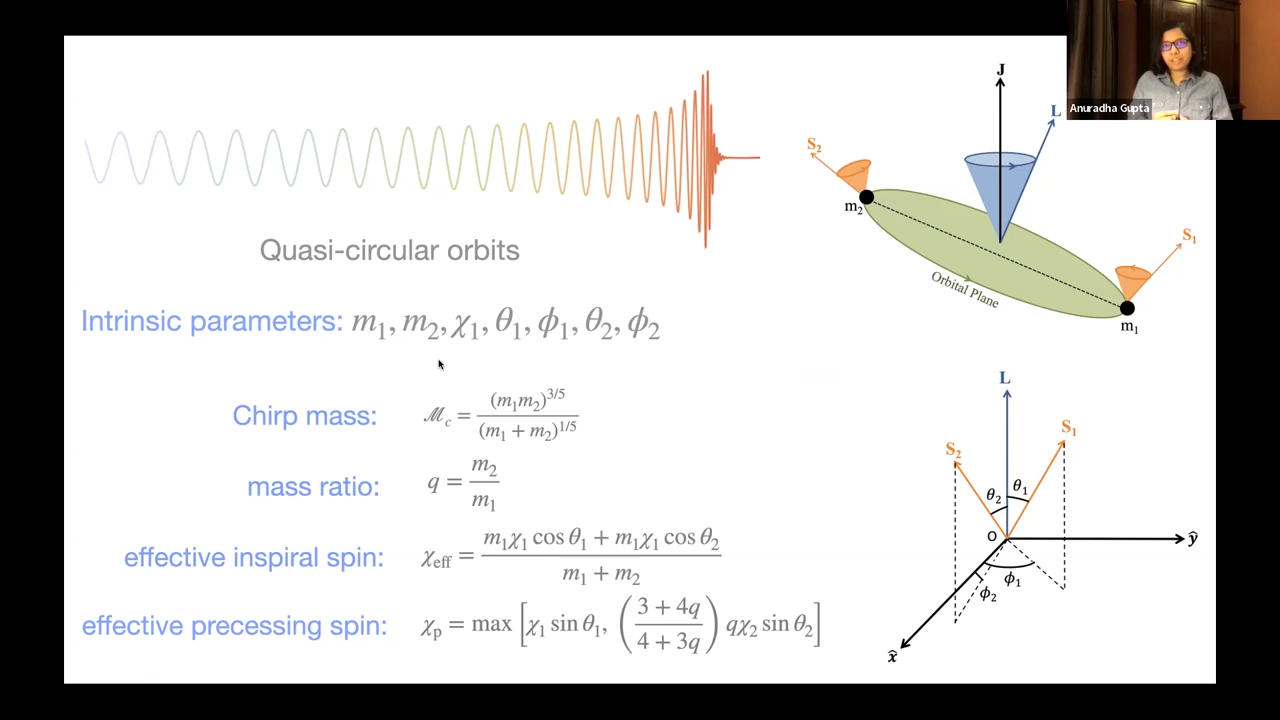 Anuradha Gupta
Quasi-circular orbits
Intrinsic parameters: m₁, m₂, χ₁, θ₁, ϕ₁, θ₂, ϕ₂
Chirp mass: ℳ_c = (m₁m₂)^{3/5} / (m₁ + m₂)^{1/5}
mass ratio: q = m₂ / m₁
effective inspiral spin: χ_eff = (m₁χ₁ cos θ₁ + m₁χ₁ cos θ₂) / (m₁ + m₂)
effective precessing spin: χ_p = max [χ₁ sin θ₁, ((3 + 4q) / (4 + 3q)) qχ₂ sin θ₂]
J
L
S₂
m₂
S₁
Orbital Plane
m₁
L
S₁
S₂
θ₁
θ₂
O
ŷ
ϕ₁
ϕ₂
x̂